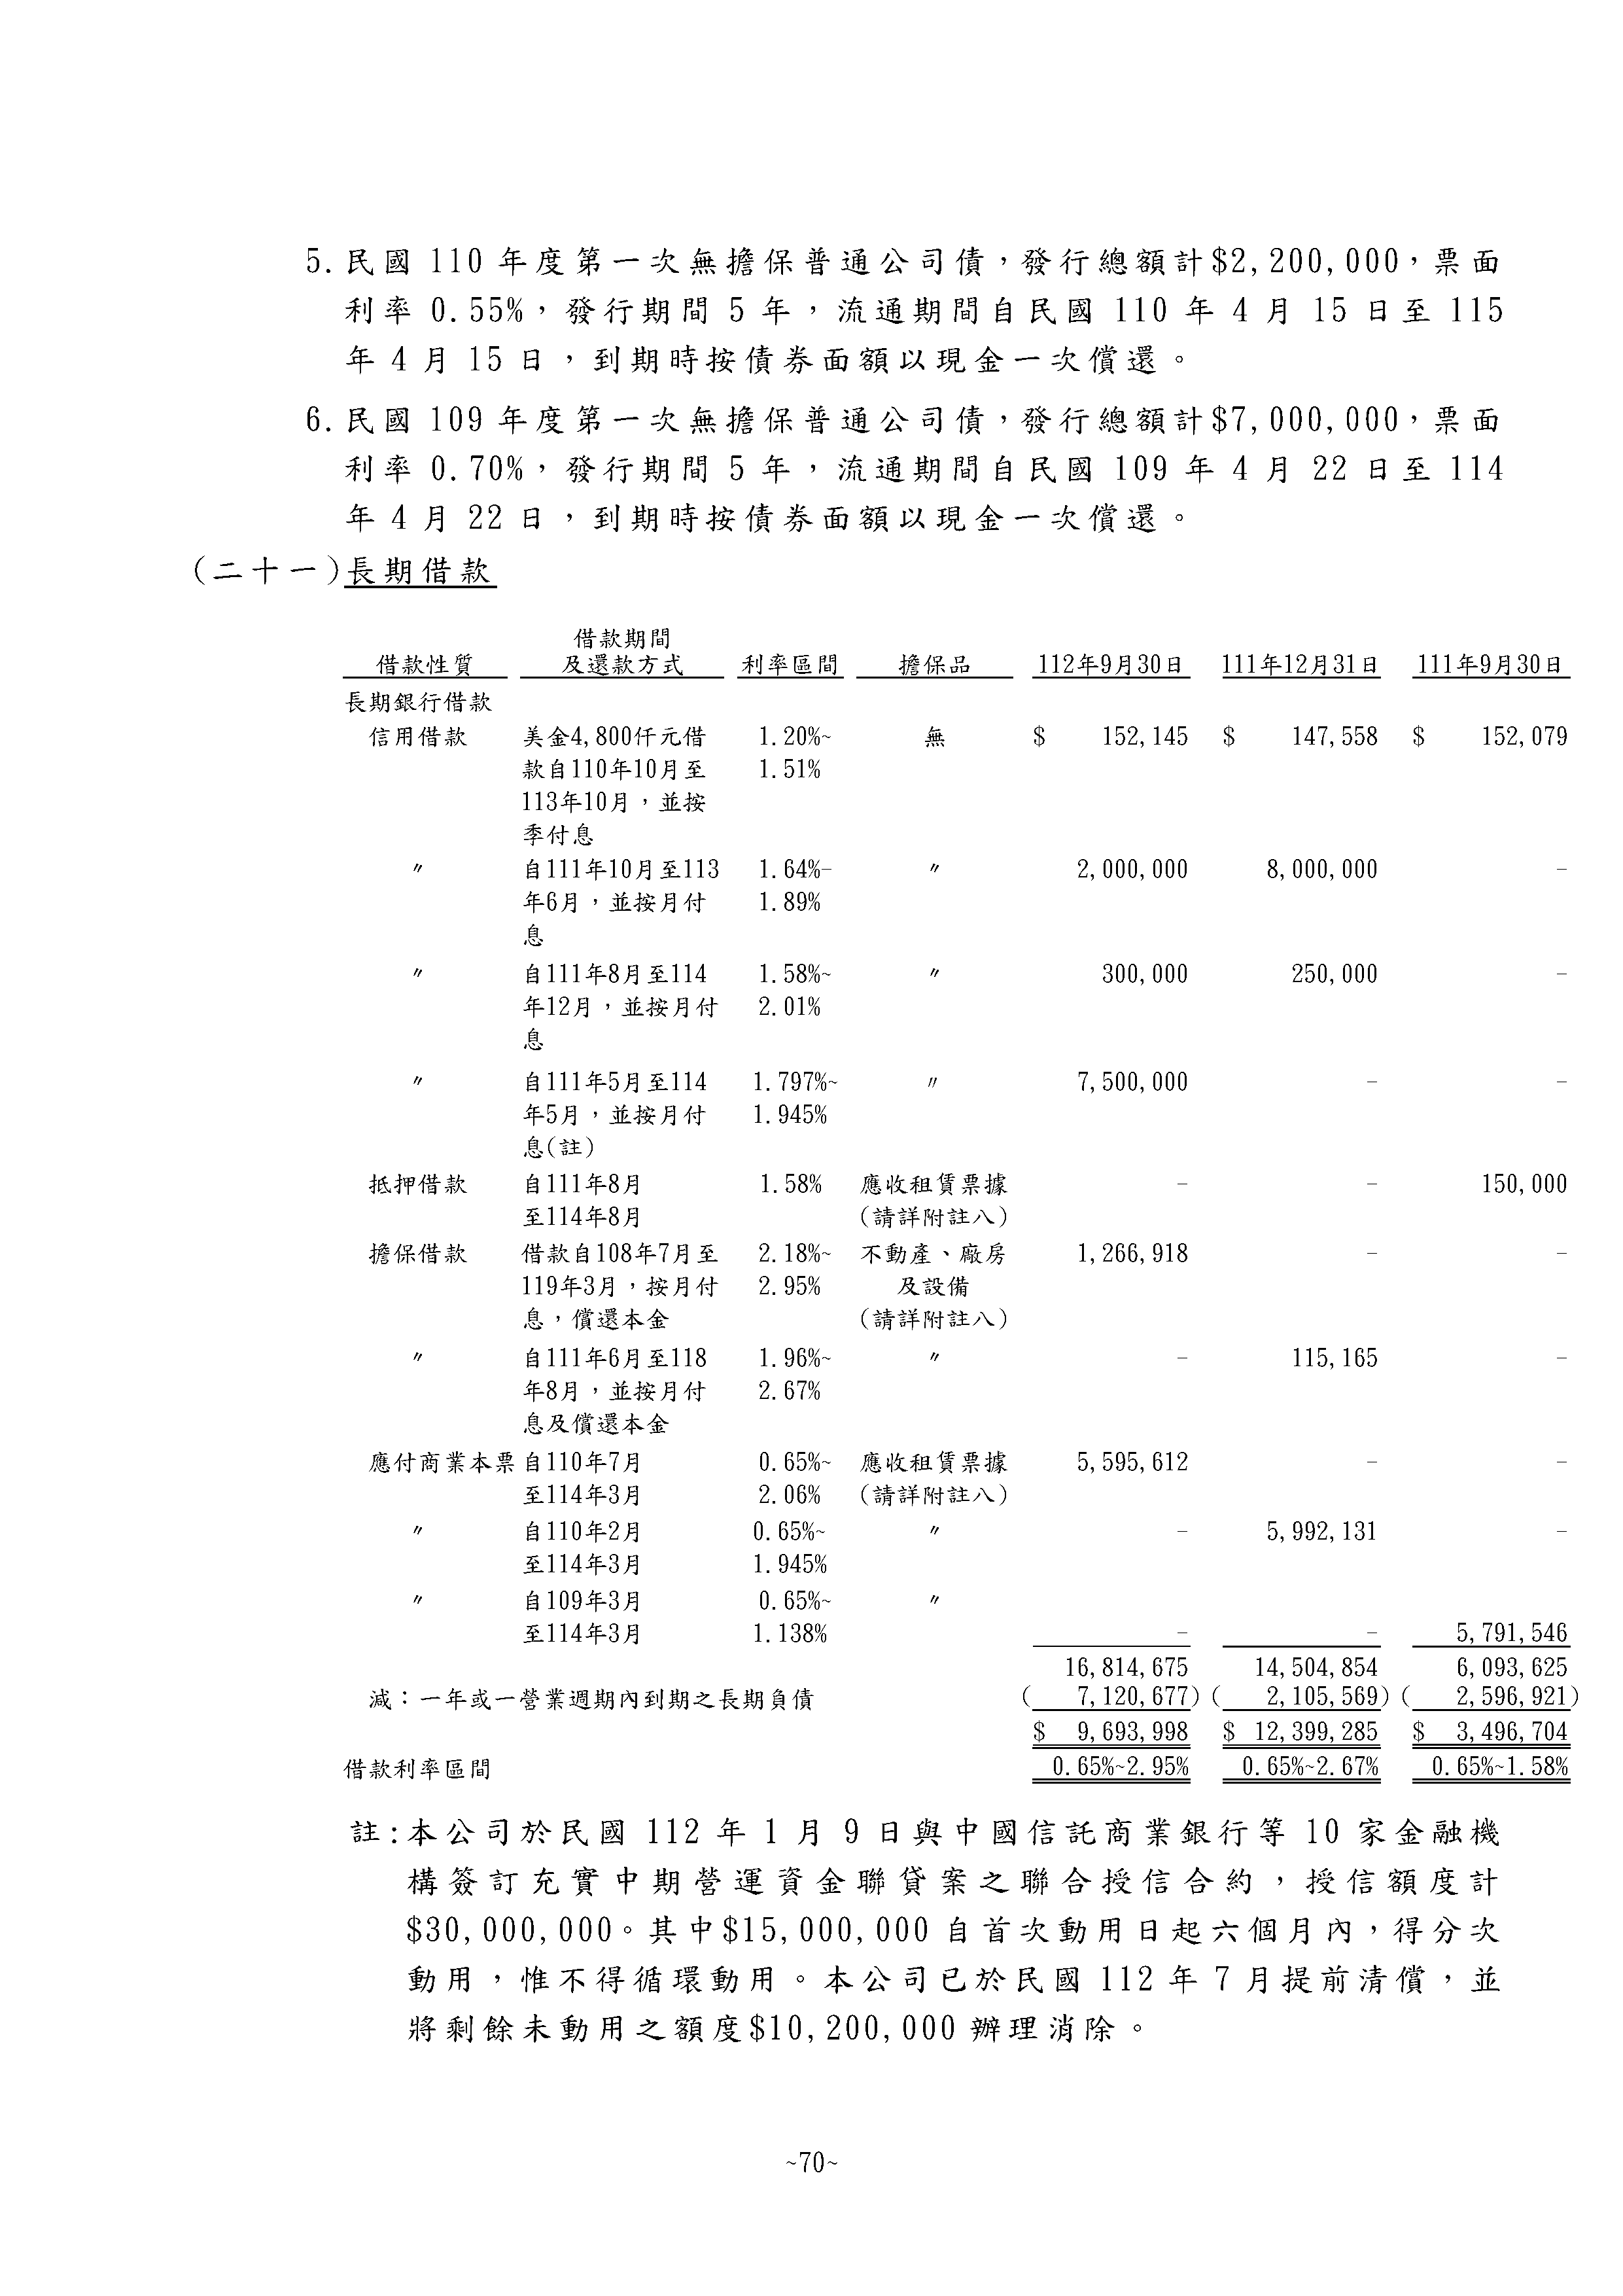 5.民國 110 年度第一次無擔保普通公司債，發行總額計$2,200,000，票面
利率 0.55%，發行期間 5 年，流通期間自民國 110 年 4 月 15 日至 115
年 4 月 15 日，到期時按債券面額以現金一次償還。
6.民國 109 年度第一次無擔保普通公司債，發行總額計$7,000,000，票面
利率 0.70%，發行期間 5 年，流通期間自民國 109 年 4 月 22 日至 114
年 4 月 22 日，到期時按債券面額以現金一次償還。
(二十一)長期借款
借款期間
借款性質 及還款方式 利率區間 擔保品 112年9月30日 111年12月31日 111年9月30日
長期銀行借款
信用借款 美金4,800仟元借 1.20%~ 無 $ 152,145 $ 147,558 $ 152,079
款自110年10月至 1.51%
113年10月，並按
季付息
〃 自111年10月至113 1.64%- 〃 2,000,000 8,000,000 -
年6月，並按月付 1.89%
息
〃 自111年8月至114 1.58%~ 〃 300,000 250,000 -
年12月，並按月付 2.01%
息
〃 自111年5月至114 1.797%~ 〃 7,500,000 - -
年5月，並按月付 1.945%
息(註)
抵押借款 自111年8月 1.58% 應收租賃票據 - - 150,000
至114年8月 (請詳附註八)
擔保借款 借款自108年7月至 2.18%~ 不動產、廠房 1,266,918 - -
119年3月，按月付 2.95% 及設備
息，償還本金 (請詳附註八)
〃 自111年6月至118 1.96%~ 〃 - 115,165 -
年8月，並按月付 2.67%
息及償還本金
應付商業本票 自110年7月 0.65%~ 應收租賃票據 5,595,612 - -
至114年3月 2.06% (請詳附註八)
〃 自110年2月 0.65%~ 〃 - 5,992,131 -
至114年3月 1.945%
〃 自109年3月 0.65%~ 〃
至114年3月 1.138% - - 5,791,546
16,814,675 14,504,854 6,093,625
減：一年或一營業週期內到期之長期負債 ( 7,120,677) ( 2,105,569) ( 2,596,921)
$ 9,693,998 $ 12,399,285 $ 3,496,704
借款利率區間 0.65%~2.95% 0.65%~2.67% 0.65%~1.58%
註:本公司於民國 112 年 1 月 9 日與中國信託商業銀行等 10 家金融機
構簽訂充實中期營運資金聯貸案之聯合授信合約，授信額度計
$30,000,000。其中$15,000,000 自首次動用日起六個月內，得分次
動用，惟不得循環動用。本公司已於民國 112 年 7 月提前清償，並
將剩餘未動用之額度$10,200,000 辦理消除。
~70~